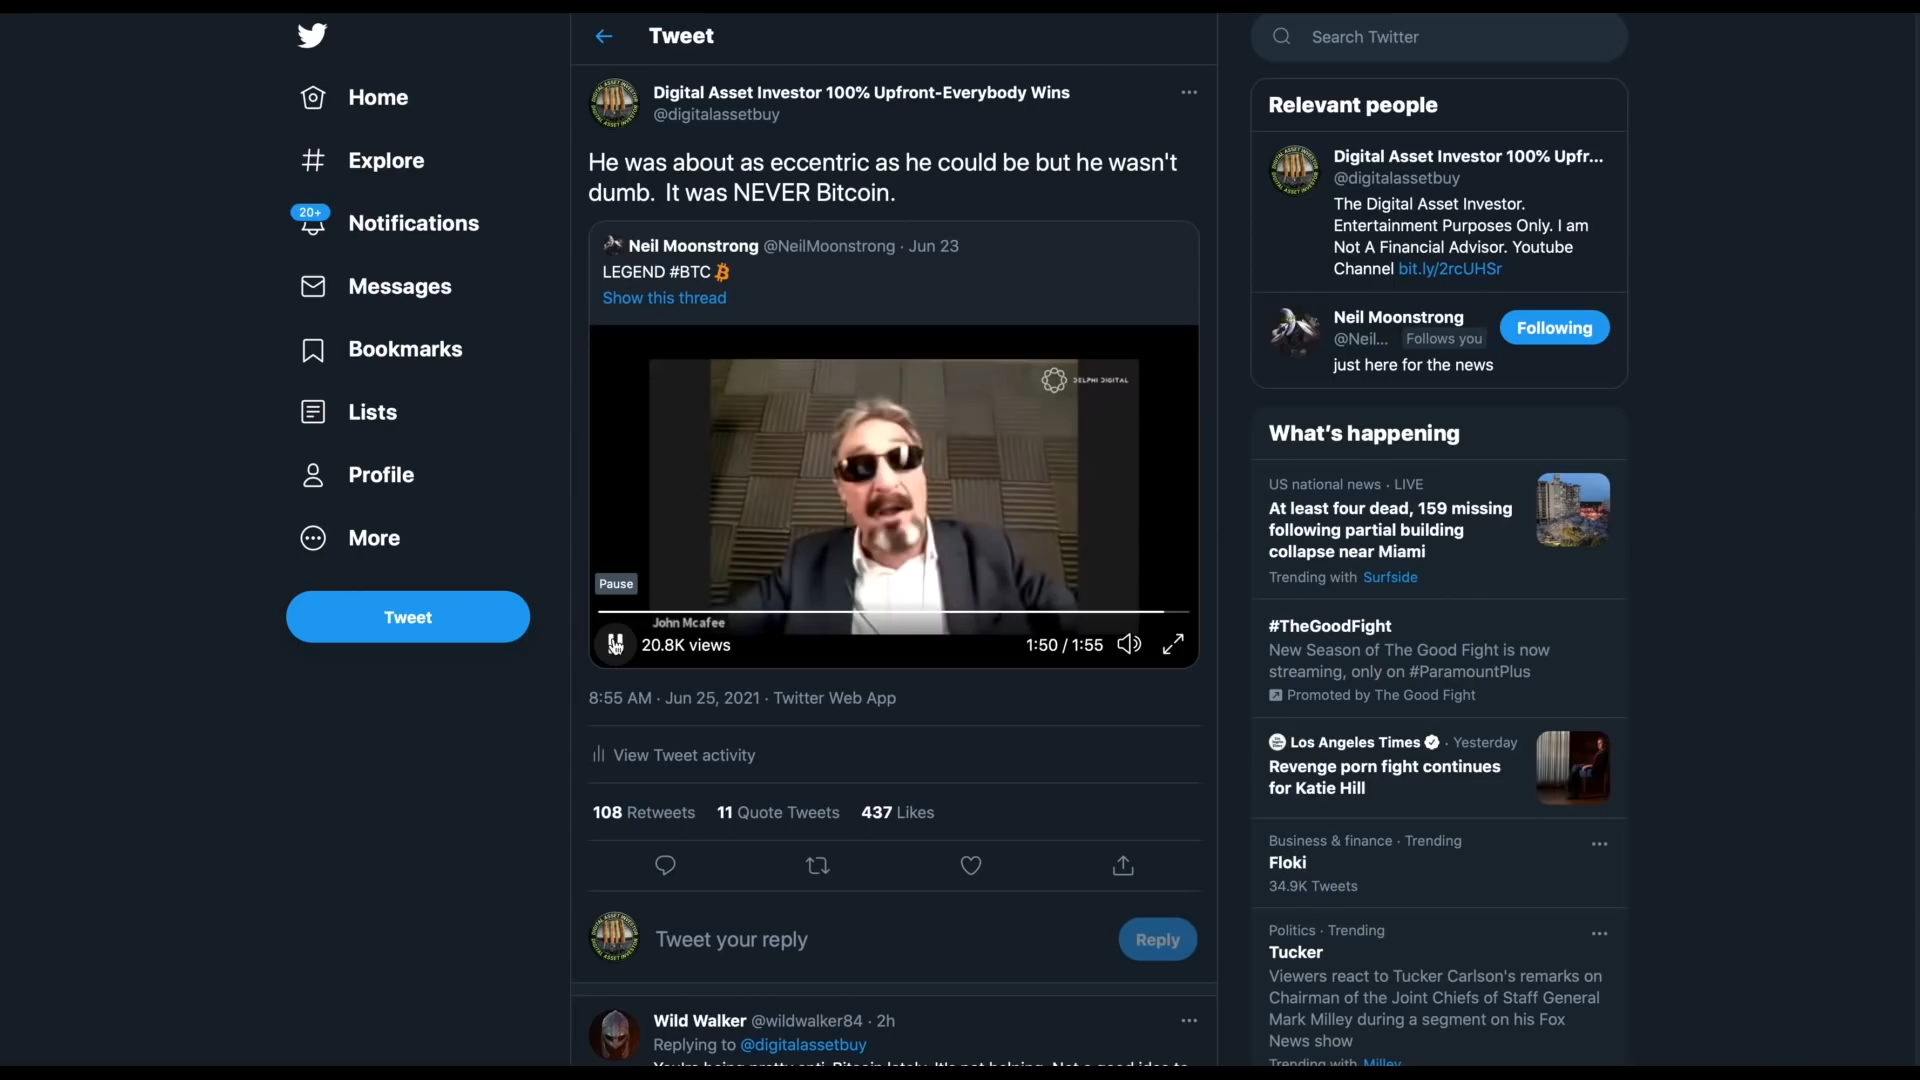 Home
Explore
20+
Notifications
Messages
Bookmarks
Lists
Profile
More
Tweet
Tweet
Digital Asset Investor 100% Upfront-Everybody Wins
@digitalassetbuy
He was about as eccentric as he could be but he wasn't
dumb. It was NEVER Bitcoin.
Neil Moonstrong @NeilMoonstrong · Jun 23
LEGEND #BTC
Show this thread
DELPHI DIGITAL
Pause
John Mcafee
20.8K views
1:50 / 1:55
8:55 AM · Jun 25, 2021 · Twitter Web App
View Tweet activity
108 Retweets 11 Quote Tweets 437 Likes
Tweet your reply
Reply
Wild Walker @wildwalker84 · 2h
Replying to @digitalassetbuy
Search Twitter
Relevant people
Digital Asset Investor 100% Upfr...
@digitalassetbuy
The Digital Asset Investor.
Entertainment Purposes Only. I am
Not A Financial Advisor. Youtube
Channel bit.ly/2rcUHSr
Neil Moonstrong
@Neil... Follows you
Following
just here for the news
What's happening
US national news · LIVE
At least four dead, 159 missing
following partial building
collapse near Miami
Trending with Surfside
#TheGoodFight
New Season of The Good Fight is now
streaming, only on #ParamountPlus
Promoted by The Good Fight
Los Angeles Times · Yesterday
Revenge porn fight continues
for Katie Hill
Business & finance · Trending
Floki
34.9K Tweets
Politics · Trending
Tucker
Viewers react to Tucker Carlson's remarks on
Chairman of the Joint Chiefs of Staff General
Mark Milley during a segment on his Fox
News show
Trending with Milley